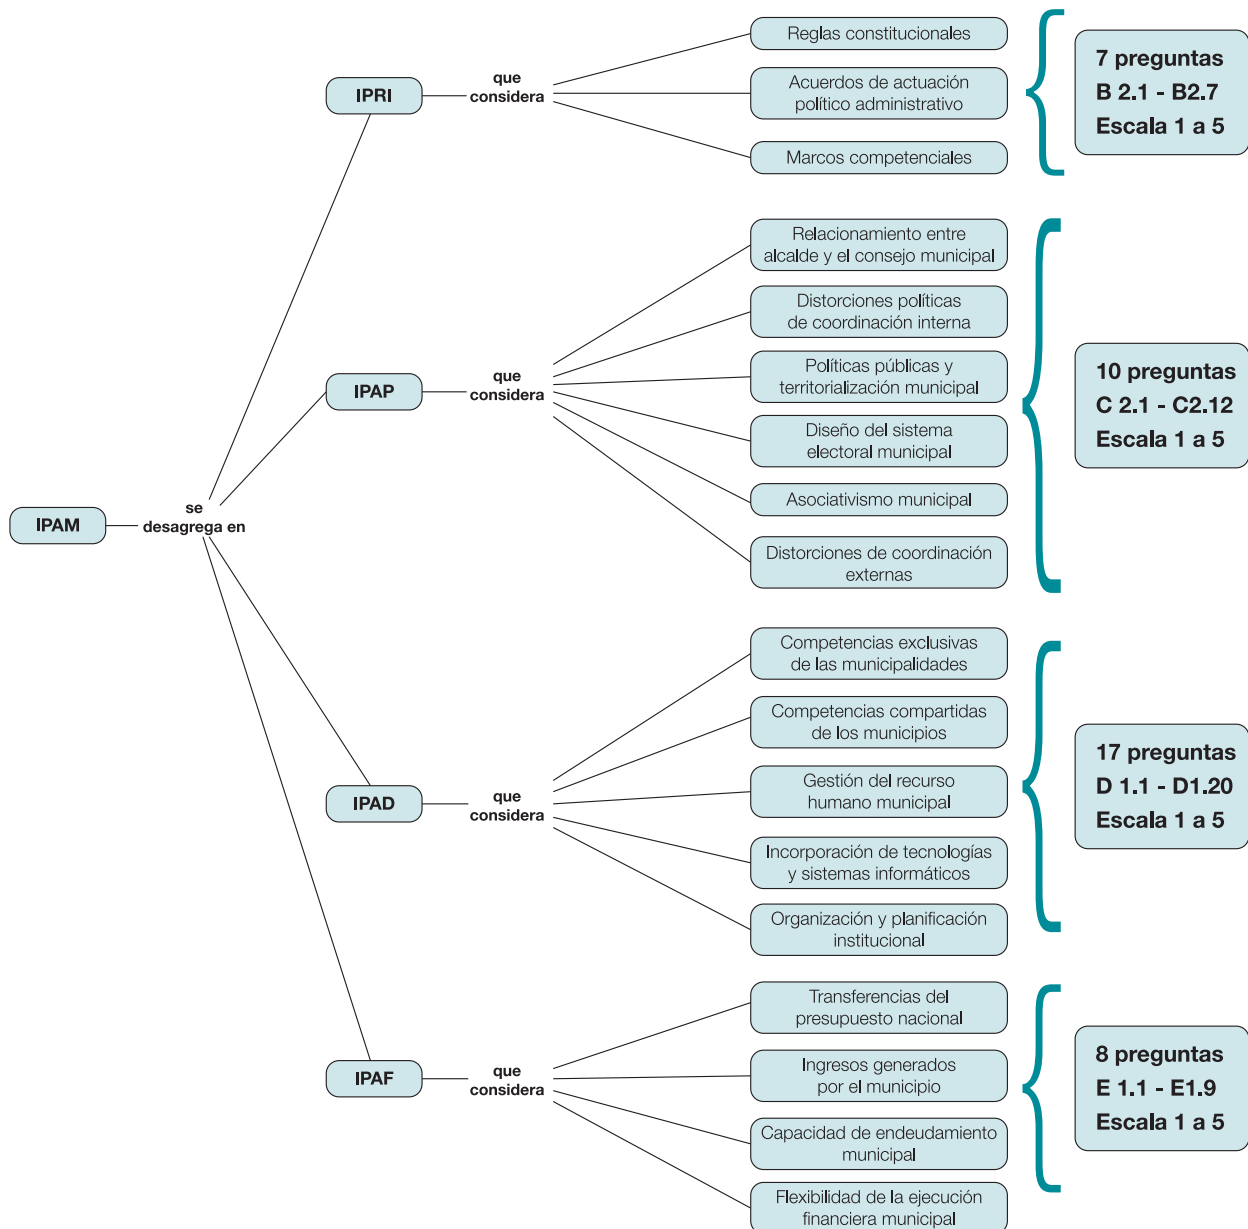 IPAM
se
desagrega en
IPRI
que
considera
Reglas constitucionales
Acuerdos de actuación
político administrativo
Marcos competenciales
7 preguntas
B 2.1 - B2.7
Escala 1 a 5
IPAP
que
considera
Relacionamiento entre
alcalde y el consejo municipal
Distorciones políticas
de coordinación interna
Políticas públicas y
territorialización municipal
Diseño del sistema
electoral municipal
Asociativismo municipal
Distorciones de coordinación
externas
10 preguntas
C 2.1 - C2.12
Escala 1 a 5
IPAD
que
considera
Competencias exclusivas
de las municipalidades
Competencias compartidas
de los municipios
Gestión del recurso
humano municipal
Incorporación de tecnologías
y sistemas informáticos
Organización y planificación
institucional
17 preguntas
D 1.1 - D1.20
Escala 1 a 5
IPAF
que
considera
Transferencias del
presupuesto nacional
Ingresos generados
por el municipio
Capacidad de endeudamiento
municipal
Flexibilidad de la ejecución
financiera municipal
8 preguntas
E 1.1 - E1.9
Escala 1 a 5